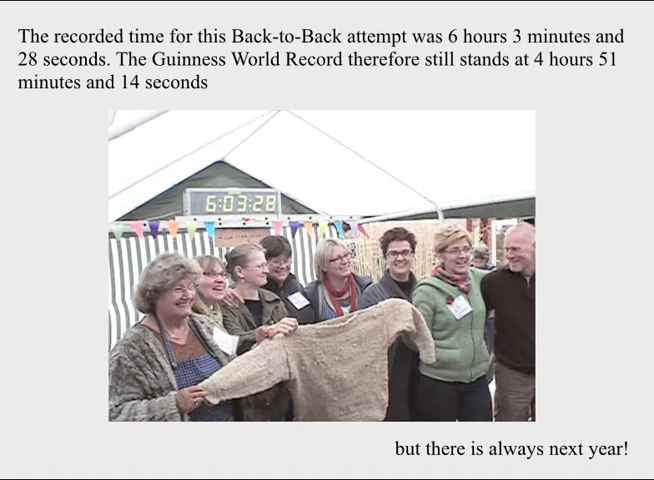 The recorded time for this Back-to-Back attempt was 6 hours 3 minutes and
28 seconds. The Guinness World Record therefore still stands at 4 hours 51
minutes and 14 seconds
6:03:28
but there is always next year!